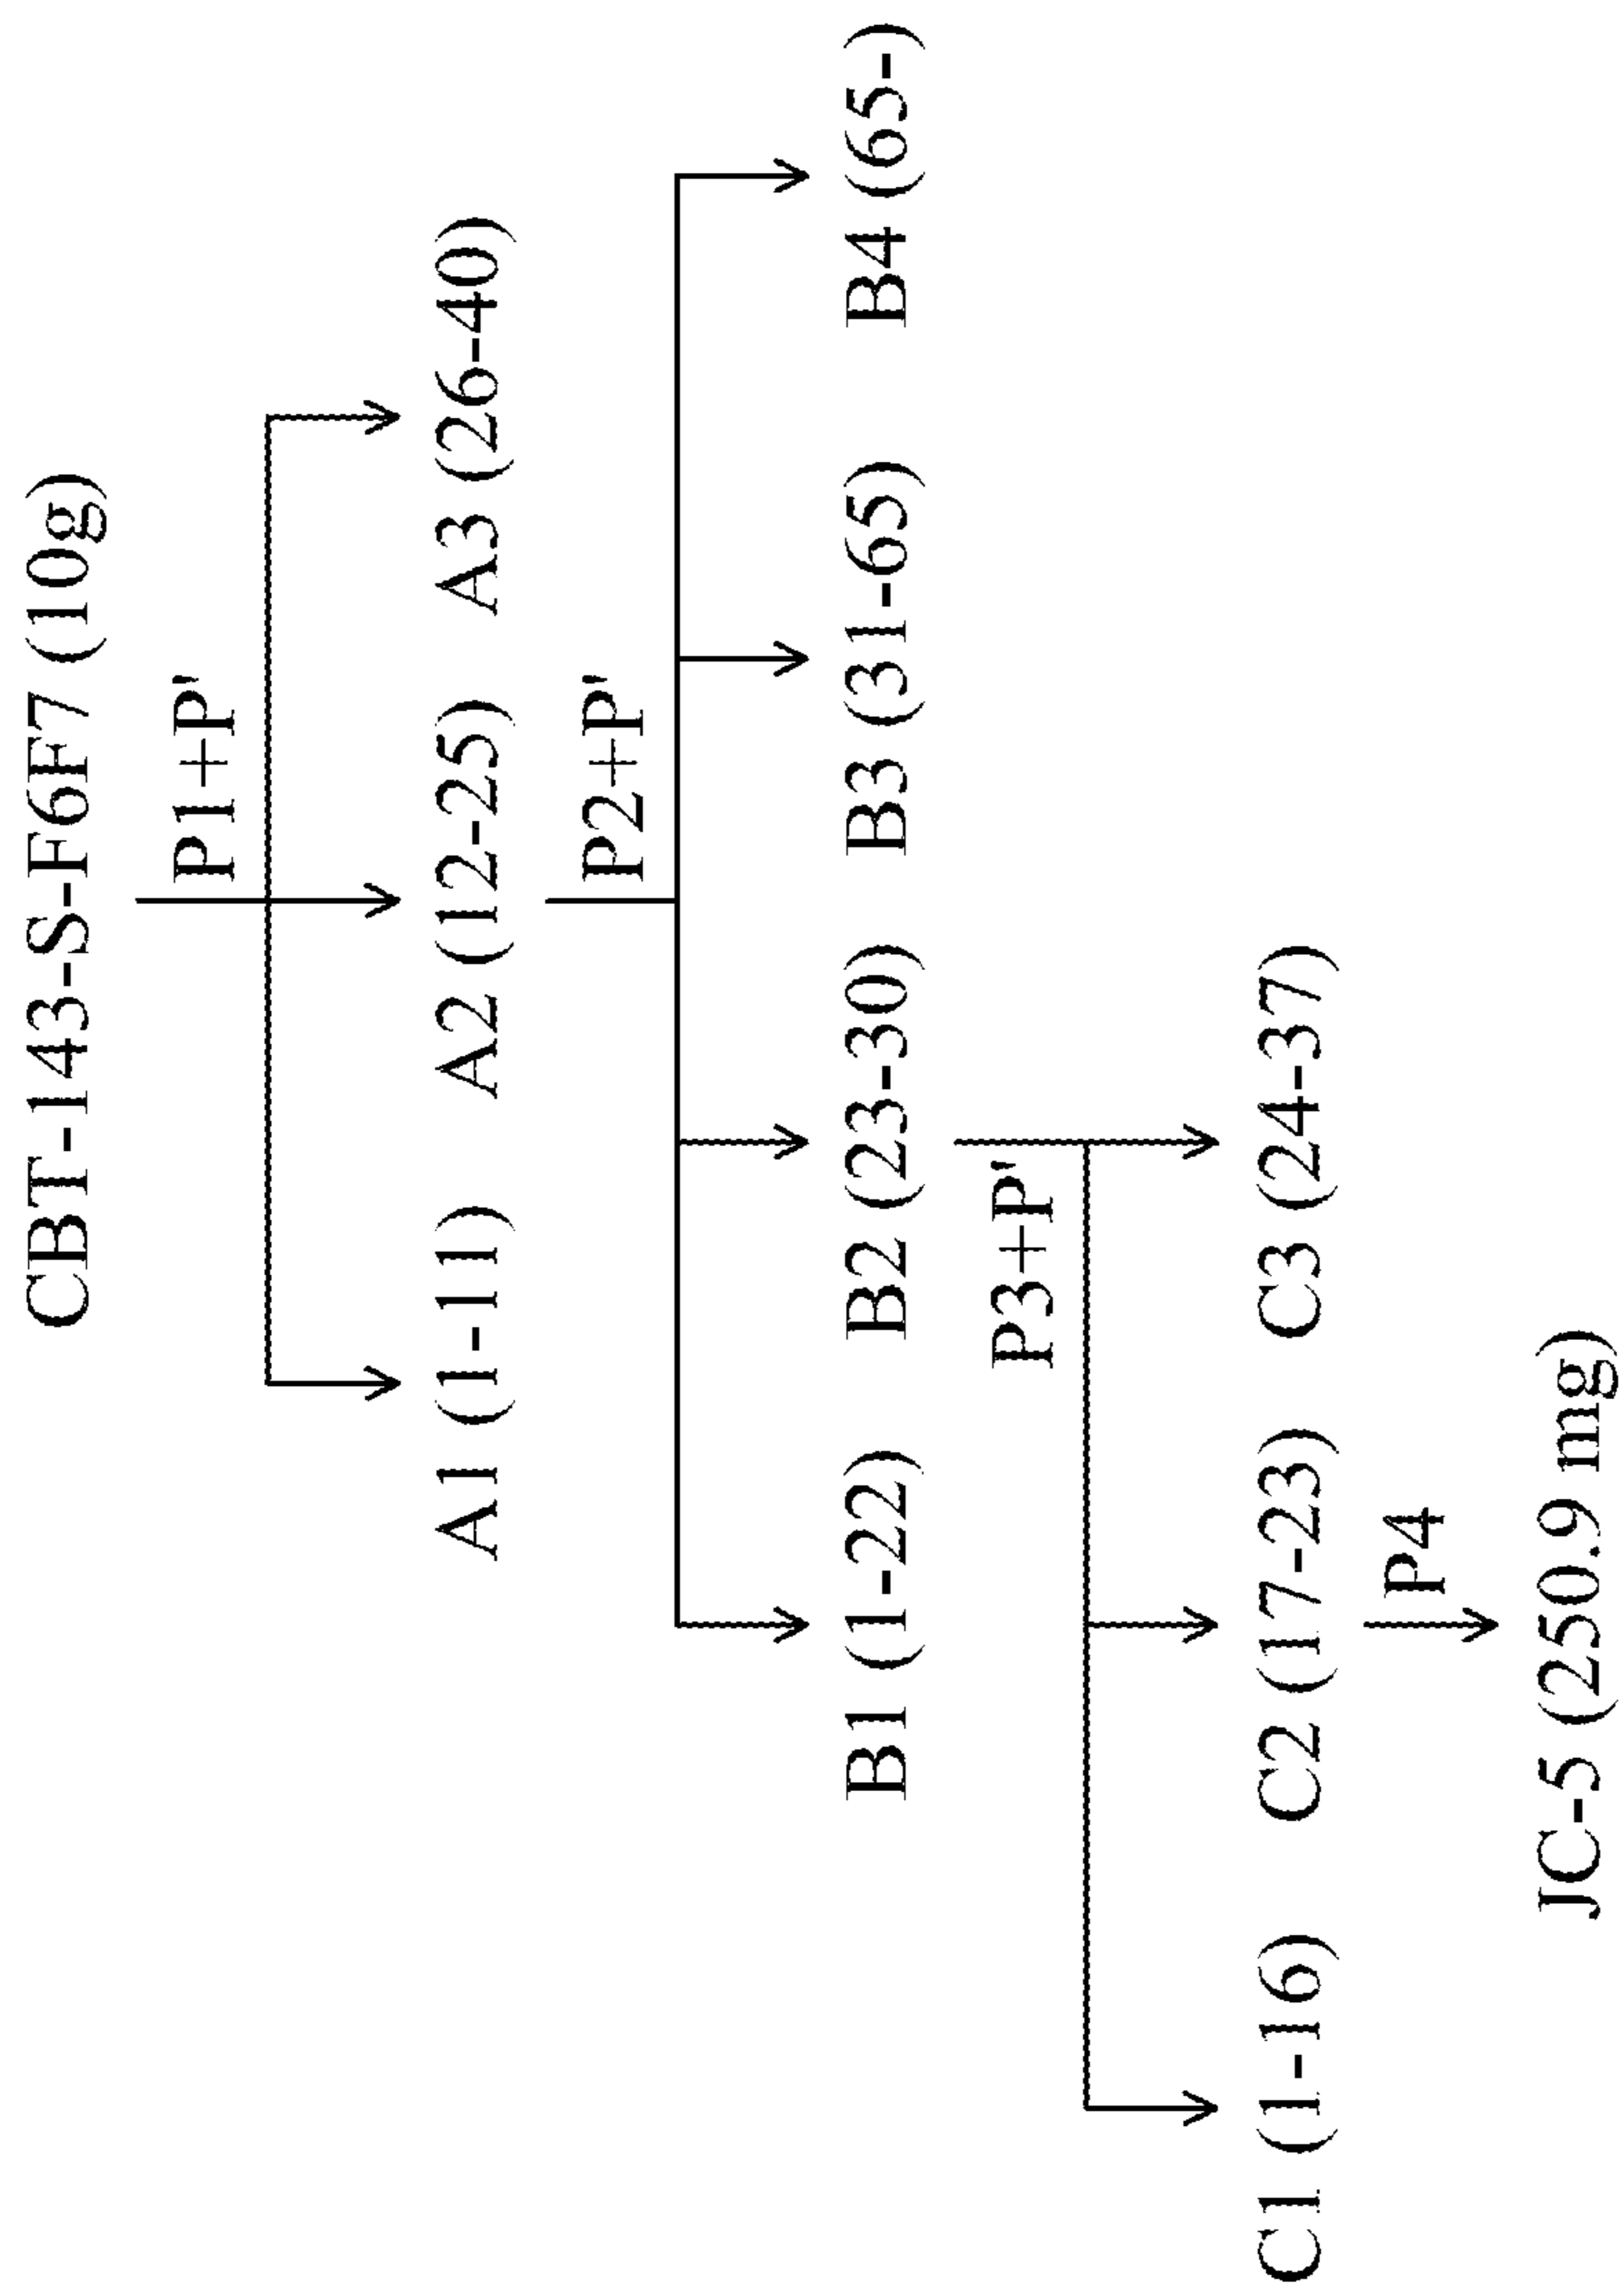 CBT-143-S-F6F7 (10g)
P1+P'
A1 (1-11) A2 (12-25) A3 (26-40)
P2+P'
B1 (1-22) B2 (23-30) B3 (31-65) B4 (65-)
P3+P'
C1 (1-16) C2 (17-23) C3 (24-37)
P4
JC-5 (250.9 mg)